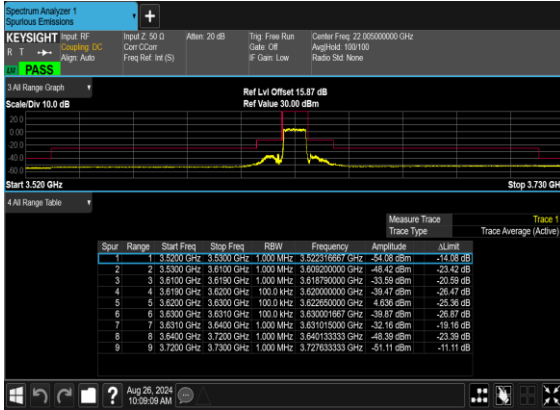 Spectrum Analyzer 1
Spurious Emissions
+
KEYSIGHT Input: RF Input Z: 50 Ω Atten: 20 dB Trig: Free Run Center Freq: 22.005000000 GHz
R T Coupling: DC Corr CCorr Gate: Off Avg|Hold: 100/100
Align: Auto Freq Ref: Int (S) IF Gain: Low Radio Std: None
PASS
3 All Range Graph
Ref Lvl Offset 15.87 dB
Scale/Div 10.0 dB Ref Value 30.00 dBm
20.0
0.00
-20.0
-40.0
-60.0
Start 3.520 GHz Stop 3.730 GH
4 All Range Table
Measure Trace Trace 1
Trace Type Trace Average (Active)
Spur Range Start Freq Stop Freq RBW Frequency Amplitude ΔLimit
1 1 3.5200 GHz 3.5300 GHz 1.000 MHz 3.522316667 GHz -54.08 dBm -14.08 dB
2 2 3.5300 GHz 3.6100 GHz 1.000 MHz 3.609200000 GHz -48.42 dBm -23.42 dB
3 3 3.6100 GHz 3.6190 GHz 1.000 MHz 3.618790000 GHz -33.59 dBm -20.59 dB
4 4 3.6190 GHz 3.6200 GHz 100.0 kHz 3.620000000 GHz -39.47 dBm -26.47 dB
5 5 3.6200 GHz 3.6300 GHz 100.0 kHz 3.622650000 GHz 4.636 dBm -25.36 dB
6 6 3.6300 GHz 3.6310 GHz 100.0 kHz 3.630001667 GHz -39.87 dBm -26.87 dB
7 7 3.6310 GHz 3.6400 GHz 1.000 MHz 3.631015000 GHz -32.16 dBm -19.16 dB
8 8 3.6400 GHz 3.7200 GHz 1.000 MHz 3.640133333 GHz -48.39 dBm -23.39 dB
9 9 3.7200 GHz 3.7300 GHz 1.000 MHz 3.727633333 GHz -51.11 dBm -11.11 dB
? Aug 26, 2024
10:09:09 AM